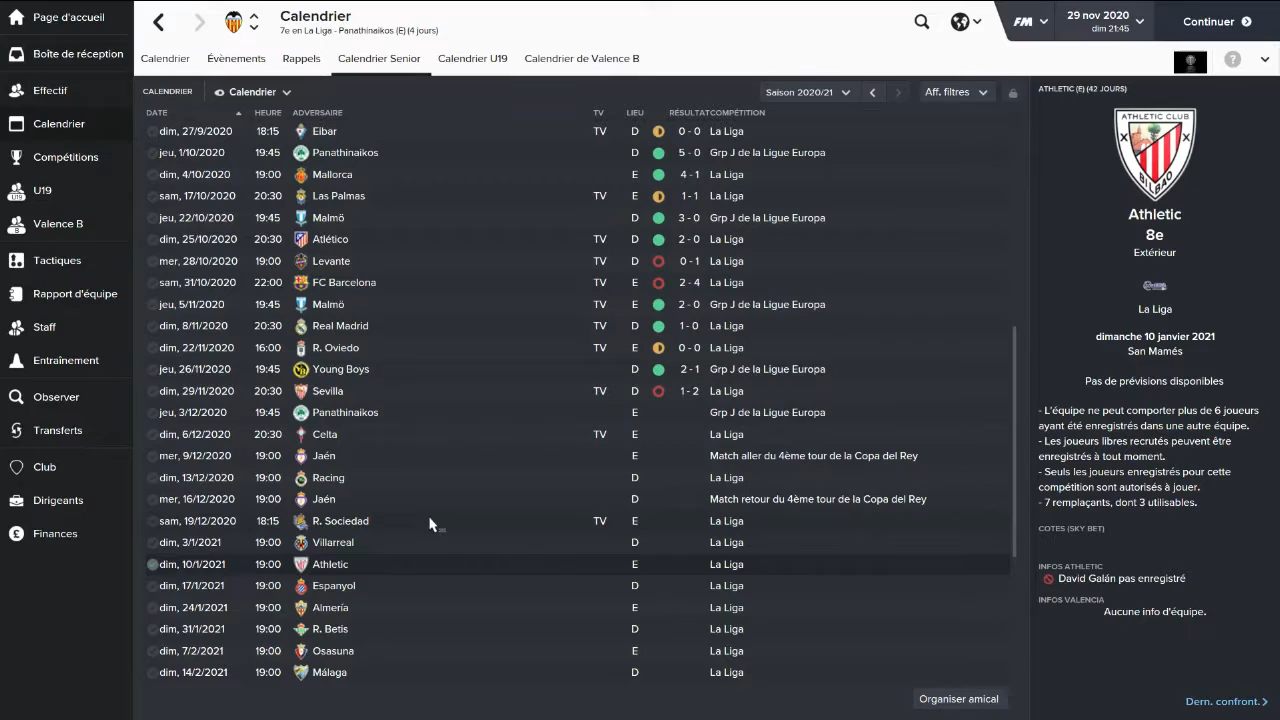 Page d'accueil
Boîte de réception
Effectif
Calendrier
Compétitions
U19
U19
B
Valence B
Tactiques
Rapport d'équipe
Staff
Entraînement
Observer
Transferts
Club
Dirigeants
Finances
Calendrier
7e en La Liga - Panathinaikos (E) (4 jours)
FM
29 nov 2020
dim 21:45
Continuer
Calendrier Évènements Rappels Calendrier Senior Calendrier U19 Calendrier de Valence B
?
CALENDRIER Calendrier Saison 2020/21 Aff. filtres
DATE HEURE ADVERSAIRE TV LIEU RÉSULTAT COMPÉTITION
dim, 27/9/2020 18:15 Eibar TV D 0 - 0 La Liga
jeu, 1/10/2020 19:45 Panathinaikos D 5 - 0 Grp J de la Ligue Europa
dim, 4/10/2020 19:00 Mallorca E 4 - 1 La Liga
sam, 17/10/2020 20:30 Las Palmas TV E 1 - 1 La Liga
jeu, 22/10/2020 19:45 Malmö D 3 - 0 Grp J de la Ligue Europa
dim, 25/10/2020 20:30 Atlético TV D 2 - 0 La Liga
mer, 28/10/2020 19:00 Levante TV D 0 - 1 La Liga
sam, 31/10/2020 22:00 FC Barcelona TV E 2 - 4 La Liga
jeu, 5/11/2020 19:45 Malmö TV E 2 - 0 Grp J de la Ligue Europa
dim, 8/11/2020 20:30 Real Madrid TV D 1 - 0 La Liga
dim, 22/11/2020 16:00 R. Oviedo TV E 0 - 0 La Liga
jeu, 26/11/2020 19:45 Young Boys D 2 - 1 Grp J de la Ligue Europa
dim, 29/11/2020 20:30 Sevilla TV D 1 - 2 La Liga
jeu, 3/12/2020 19:45 Panathinaikos E Grp J de la Ligue Europa
dim, 6/12/2020 20:30 Celta TV E La Liga
mer, 9/12/2020 19:00 Jaén E Match aller du 4ème tour de la Copa del Rey
dim, 13/12/2020 19:00 Racing D La Liga
mer, 16/12/2020 19:00 Jaén D Match retour du 4ème tour de la Copa del Rey
sam, 19/12/2020 18:15 R. Sociedad TV E La Liga
dim, 3/1/2021 19:00 Villarreal D La Liga
dim, 10/1/2021 19:00 Athletic E La Liga
dim, 17/1/2021 19:00 Espanyol D La Liga
dim, 24/1/2021 19:00 Almería E La Liga
dim, 31/1/2021 19:00 R. Betis D La Liga
dim, 7/2/2021 19:00 Osasuna E La Liga
dim, 14/2/2021 19:00 Málaga D La Liga
Organiser amical
ATHLETIC (E) (42 JOURS)
ATHLETIC CLUB
BILBAO
Athletic
8e
Extérieur
La Liga
dimanche 10 janvier 2021
San Mamés
Pas de prévisions disponibles
- L'équipe ne peut comporter plus de 6 joueurs
ayant été enregistrés dans une autre équipe.
- Les joueurs libres recrutés peuvent être
enregistrés à tout moment.
- Seuls les joueurs enregistrés pour cette
compétition sont autorisés à jouer.
- 7 remplaçants, dont 3 utilisables.
COTES (SKY BET)
INFOS ATHLETIC
David Galán pas enregistré
INFOS VALENCIA
Aucune info d'équipe.
Dern. confront.